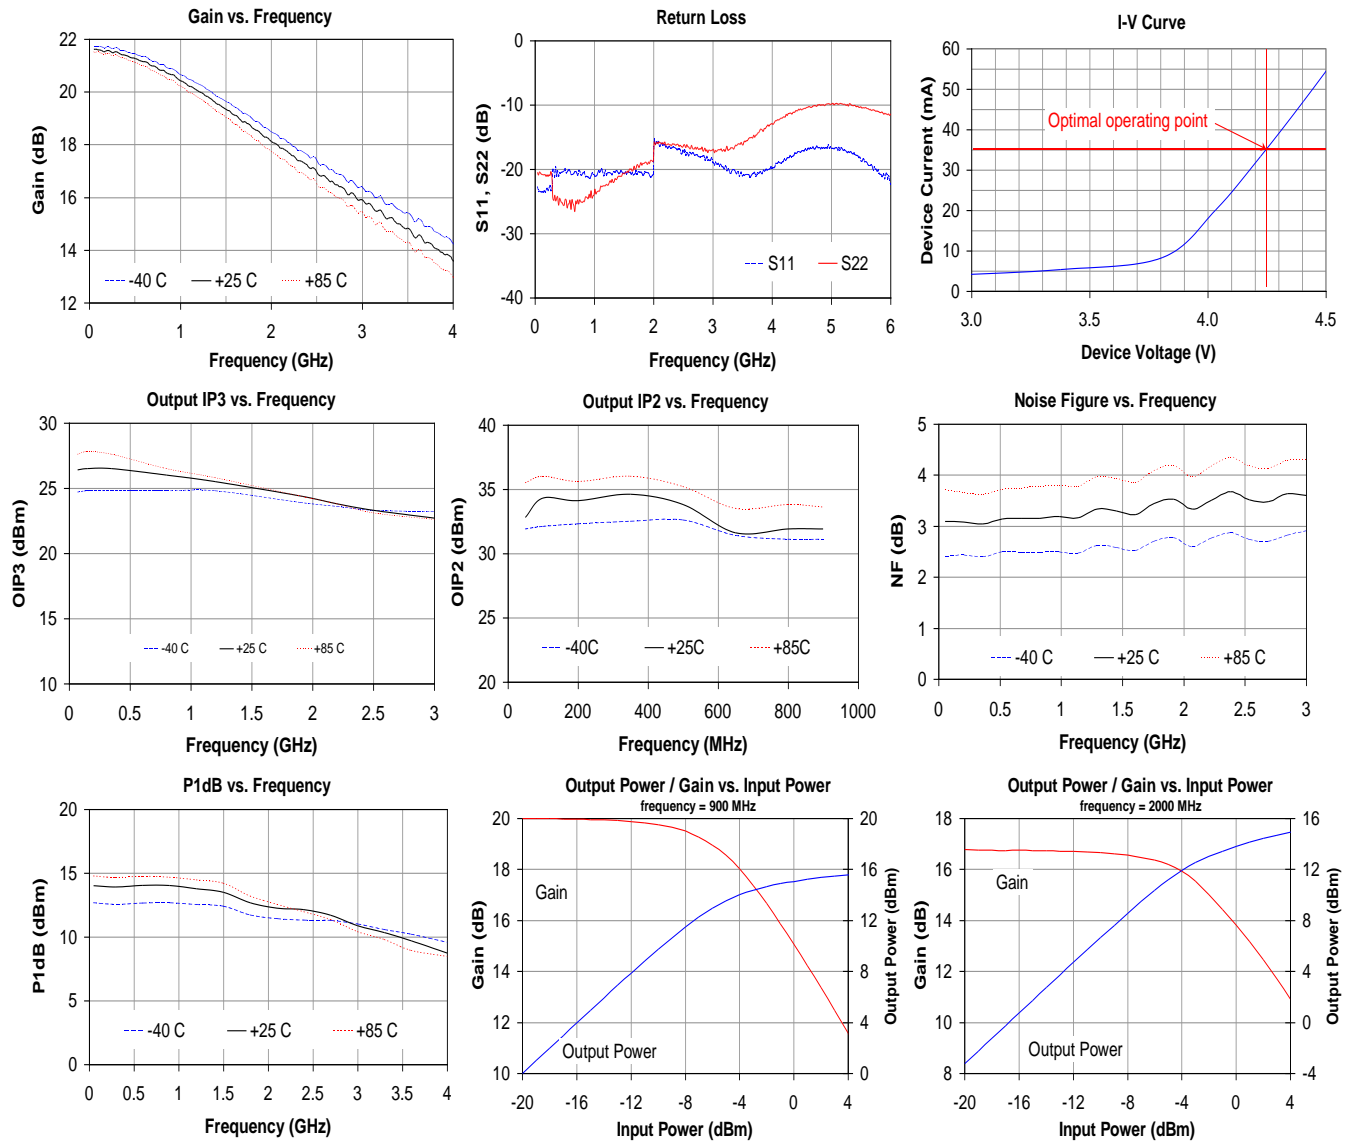 Gain vs. Frequency
22
20
18
16
14
12
Gain (dB)
-40 C
+25 C
+85 C
0
1
2
3
4
Frequency (GHz)
Return Loss
0
-10
-20
-30
-40
S11, S22 (dB)
S11
S22
0
1
2
3
4
5
6
Frequency (GHz)
I-V Curve
60
50
40
30
20
10
0
Device Current (mA)
Optimal operating point
3.0
3.5
4.0
4.5
Device Voltage (V)
Output IP3 vs. Frequency
30
25
20
15
10
OIP3 (dBm)
-40 C
+25 C
+85 C
0
0.5
1
1.5
2
2.5
3
Frequency (GHz)
Output IP2 vs. Frequency
40
35
30
25
20
OIP2 (dBm)
-40C
+25C
+85C
0
200
400
600
800
1000
Frequency (MHz)
Noise Figure vs. Frequency
5
4
3
2
1
0
NF (dB)
-40 C
+25 C
+85 C
0
0.5
1
1.5
2
2.5
3
Frequency (GHz)
P1dB vs. Frequency
20
15
10
5
0
P1dB (dBm)
-40 C
+25 C
+85 C
0
0.5
1
1.5
2
2.5
3
3.5
4
Frequency (GHz)
Output Power / Gain vs. Input Power
frequency = 900 MHz
20
18
16
14
12
10
Gain (dB)
Gain
Output Power
20
16
12
8
4
0
Output Power (dBm)
-20
-16
-12
-8
-4
0
4
Input Power (dBm)
Output Power / Gain vs. Input Power
frequency = 2000 MHz
18
16
14
12
10
8
Gain (dB)
Gain
Output Power
16
12
8
4
0
-4
Output Power (dBm)
-20
-16
-12
-8
-4
0
4
Input Power (dBm)